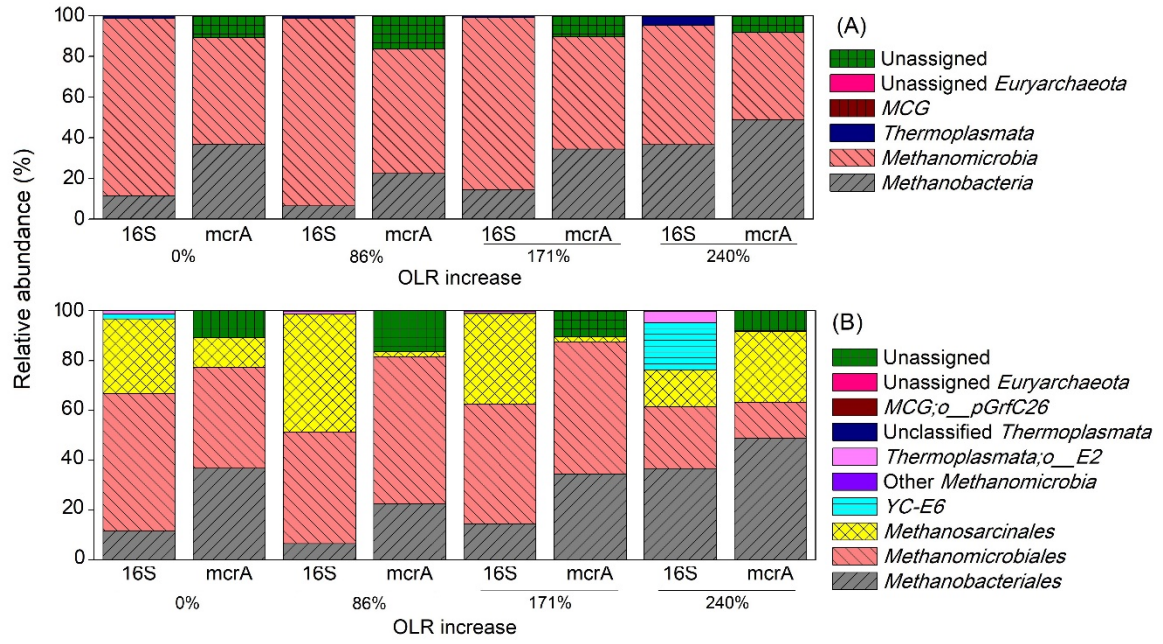 Relative abundance (%)
100
80
60
40
20
0
16S mcrA 16S mcrA 16S mcrA 16S mcrA
0% 86% 171% 240%
OLR increase
(A)
Unassigned
Unassigned Euryarchaeota
MCG
Thermoplasmata
Methanomicrobia
Methanobacteria
100
80
60
40
20
0
16S mcrA 16S mcrA 16S mcrA 16S mcrA
0% 86% 171% 240%
OLR increase
(B)
Unassigned
Unassigned Euryarchaeota
MCG;o__pGrfC26
Unclassified Thermoplasmata
Thermoplasmata;o__E2
Other Methanomicrobia
YC-E6
Methanosarcinales
Methanomicrobiales
Methanobacteriales